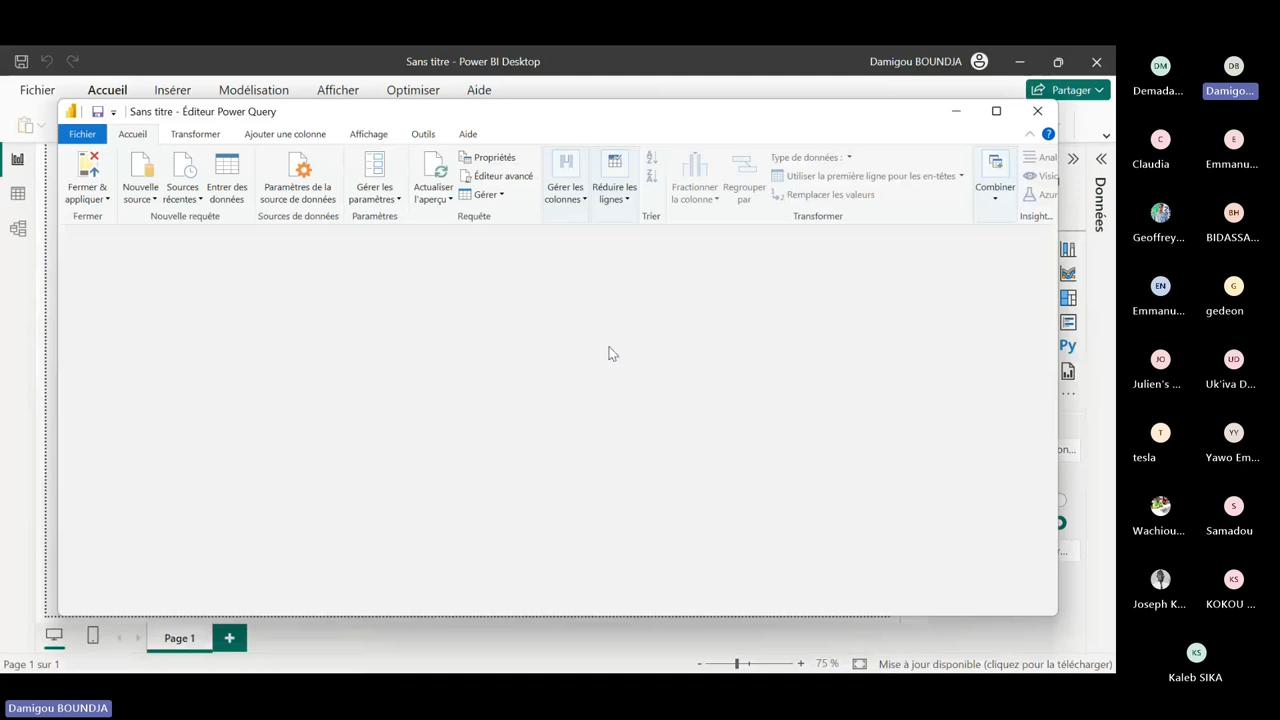 Sans titre - Power BI Desktop
Damigou BOUNDJA
Fichier Accueil Insérer Modélisation Afficher Optimiser Aide
Partager
Sans titre - Éditeur Power Query
Fichier Accueil Transformer Ajouter une colonne Affichage Outils Aide
Fermer & appliquer
Fermer
Nouvelle source
Sources récentes
Entrer des données
Nouvelle requête
Paramètres de la source de données
Sources de données
Gérer les paramètres
Paramètres
Actualiser l'aperçu
Propriétés
Éditeur avancé
Gérer
Requête
Gérer les colonnes
Réduire les lignes
Trier
Fractionner la colonne
Regrouper par
Type de données :
Utiliser la première ligne pour les en-têtes
Remplacer les valeurs
Transformer
Combiner
Anal
Visic
Azur
Insight...
Données
Py
on...
Page 1
Page 1 sur 1
75 %
Mise à jour disponible (cliquez pour la télécharger)
DM
Demada...
DB
Damigo...
C
Claudia
E
Emmanu...
Geoffrey...
BH
BIDASSA...
EN
Emmanu...
G
gedeon
JO
Julien's ...
UD
Uk'iva D...
T
tesla
YY
Yawo Em...
Wachiou...
S
Samadou
Joseph K...
KS
KOKOU ...
KS
Kaleb SIKA
Damigou BOUNDJA